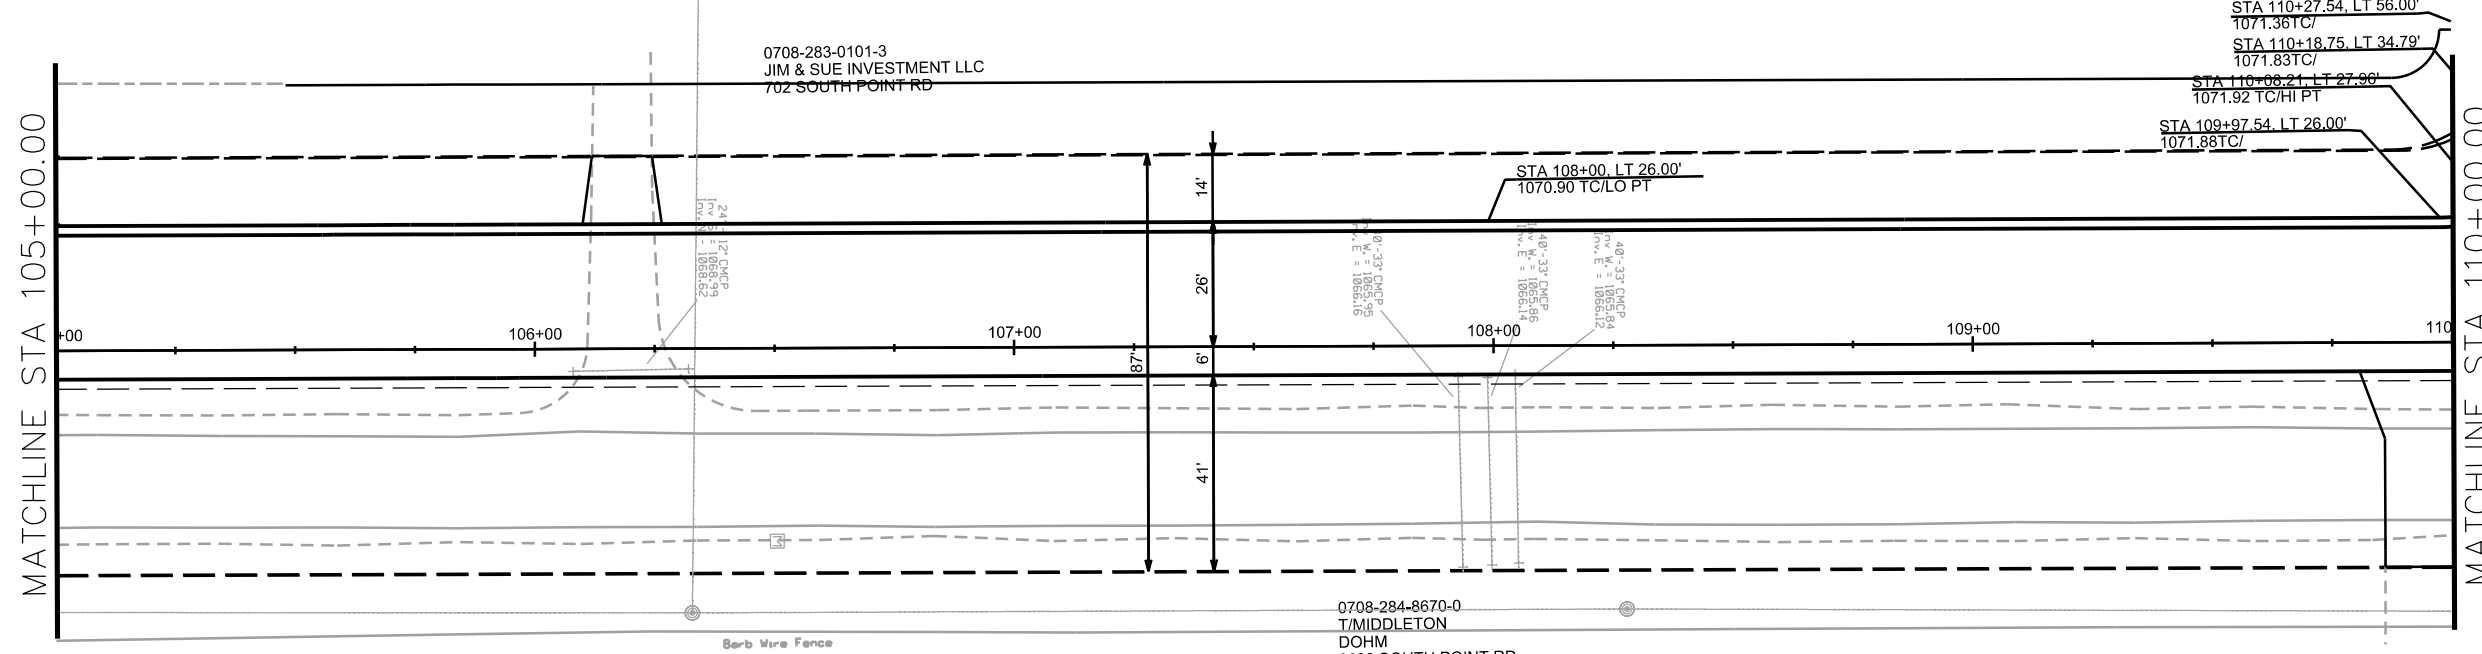 STA 110+27.54, LT 56.00'
1071.36TC/
STA 110+18.75, LT 34.79'
1071.83TC/
STA 110+08.21, LT 27.96'
1071.92 TC/HI PT
STA 109+97.54, LT 26.00'
1071.88TC/
0708-283-0101-3
JIM & SUE INVESTMENT LLC
702 SOUTH POINT RD
MATCHLINE STA 105+00.00
MATCHLINE STA 110+00.00
STA 108+00, LT 26.00'
1070.90 TC/LO PT
14'
26'
6'
87'
41'
24'-12" CMCP
Inv. S = 1068.99
Inv. N = 1068.62
40'-33" CMCP
Inv. W. = 1065.95
Inv. E = 1066.16
40'-33" CMCP
Inv. W. = 1065.86
Inv. E = 1066.14
40'-33" CMCP
Inv. W. = 1065.84
Inv. E = 1066.12
+00
106+00
107+00
108+00
109+00
110
M
Barb Wire Fence
0708-284-8670-0
T/MIDDLETON
DOHM
SOUTH POINT RD